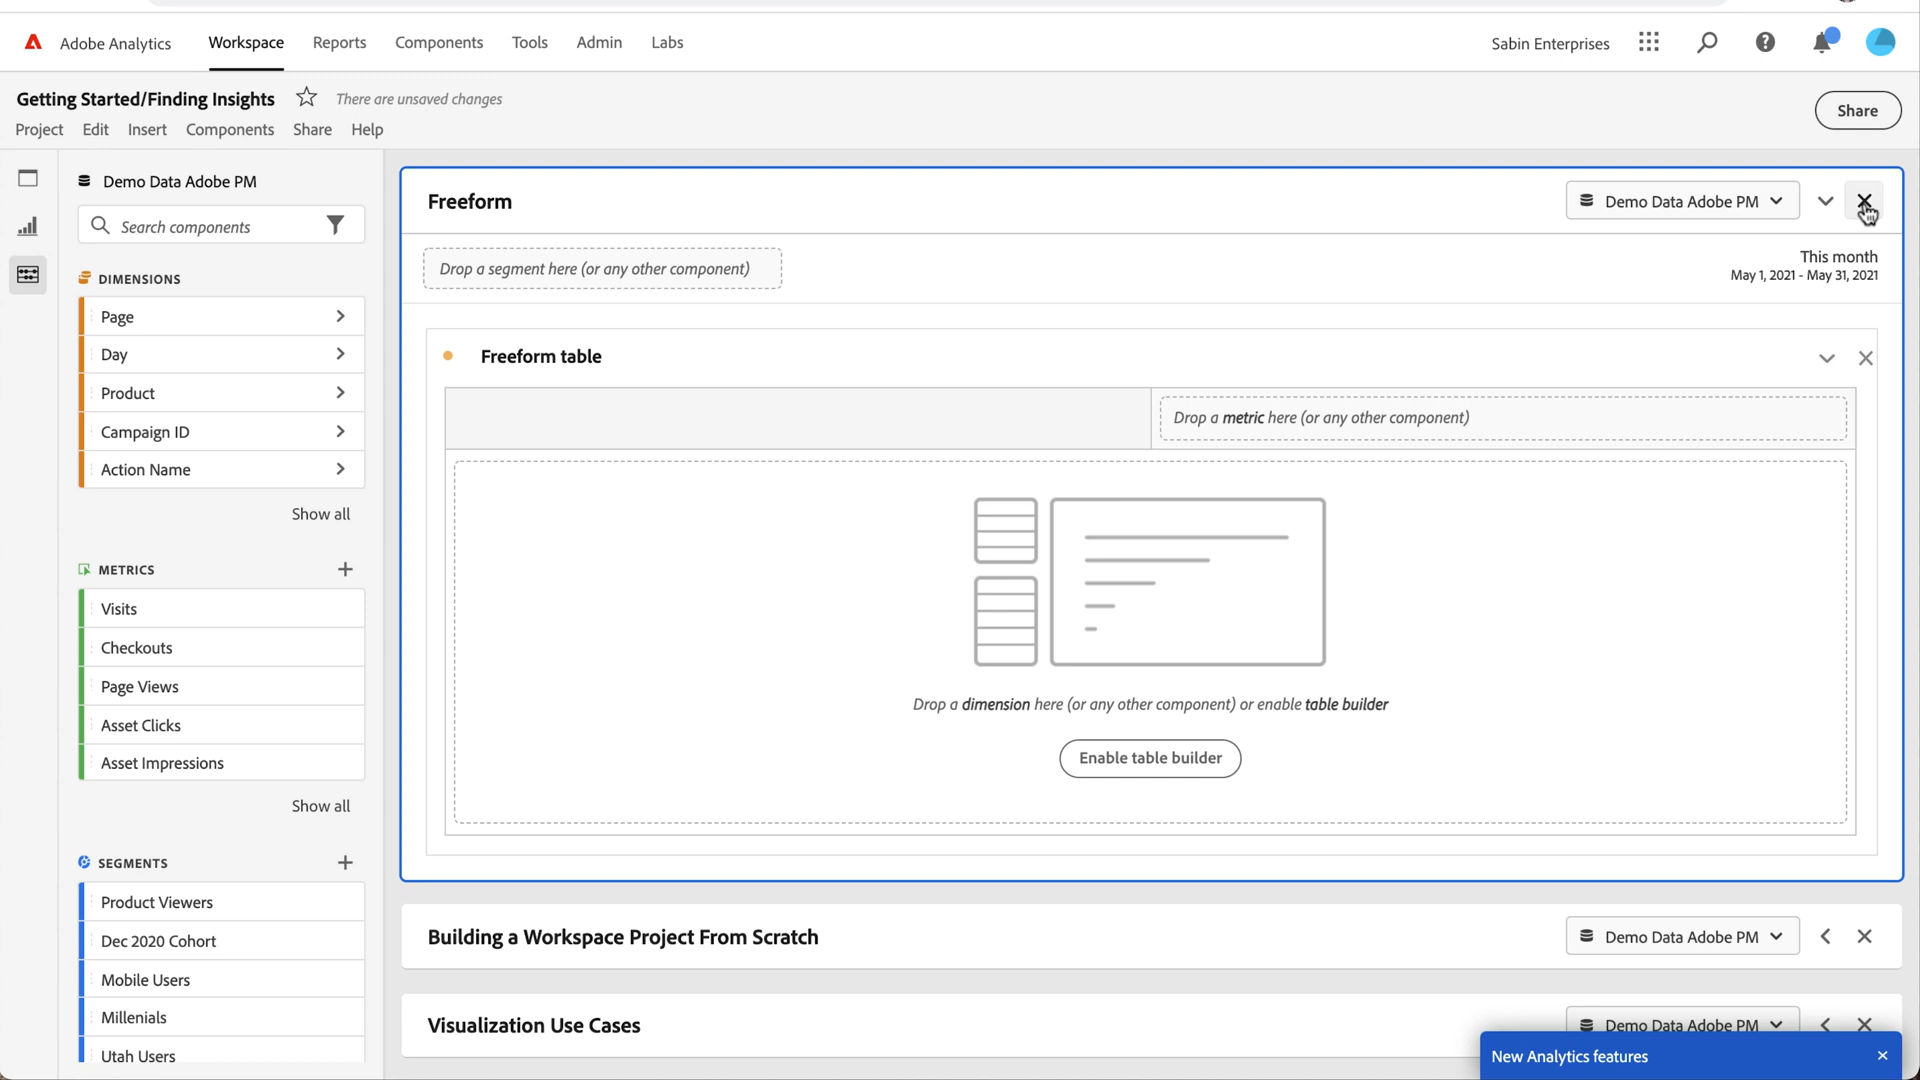 Adobe Analytics
Workspace
Reports
Components
Tools
Admin
Labs
Sabin Enterprises
Getting Started/Finding Insights
There are unsaved changes
Project
Edit
Insert
Components
Share
Help
Share
Demo Data Adobe PM
Search components
DIMENSIONS
Page
Day
Product
Campaign ID
Action Name
Show all
METRICS
Visits
Checkouts
Page Views
Asset Clicks
Asset Impressions
Show all
SEGMENTS
Product Viewers
Dec 2020 Cohort
Mobile Users
Millenials
Utah Users
Freeform
Demo Data Adobe PM
Drop a segment here (or any other component)
This month
May 1, 2021 - May 31, 2021
Freeform table
Drop a metric here (or any other component)
Drop a dimension here (or any other component) or enable table builder
Enable table builder
Building a Workspace Project From Scratch
Demo Data Adobe PM
Visualization Use Cases
Demo Data Adobe PM
New Analytics features